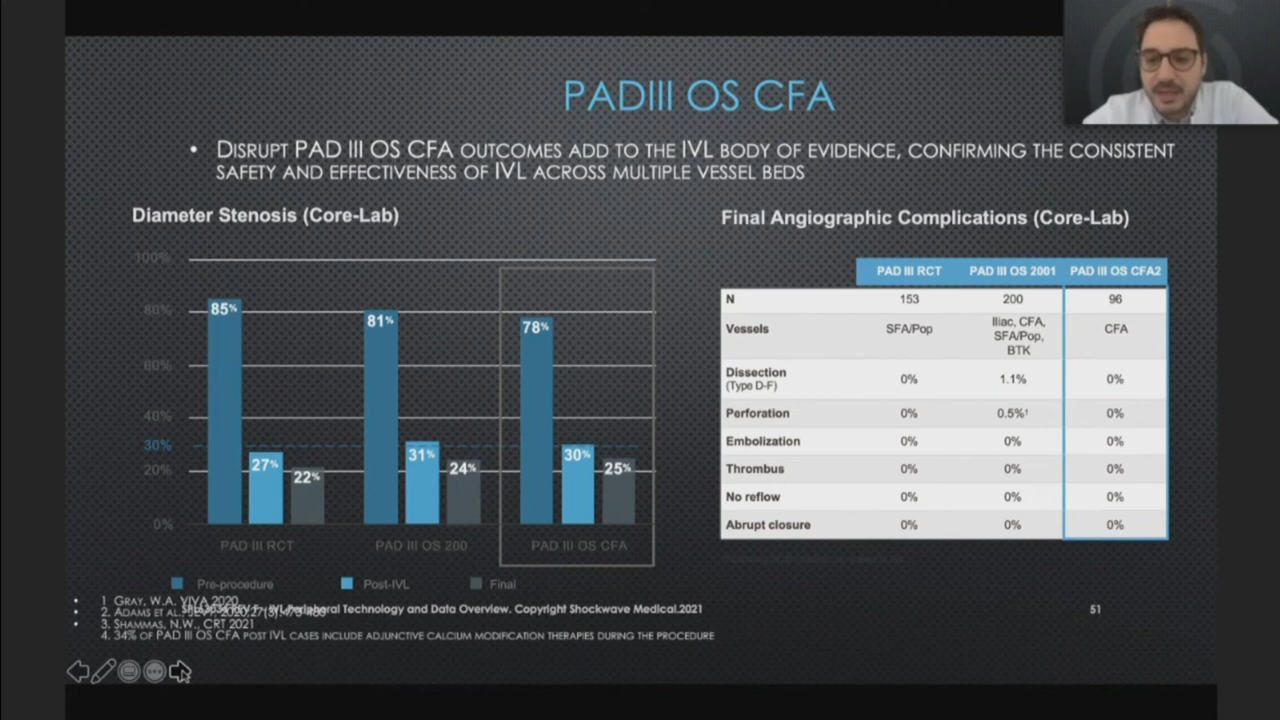 PADIII OS CFA
• DISRUPT PAD III OS CFA OUTCOMES ADD TO THE IVL BODY OF EVIDENCE, CONFIRMING THE CONSISTENT
SAFETY AND EFFECTIVENESS OF IVL ACROSS MULTIPLE VESSEL BEDS
Diameter Stenosis (Core-Lab)
100%
80%
60%
40%
30%
20%
0%
85% 27% 22%
81% 31% 24%
78% 30% 25%
PAD III RCT PAD III OS 200 PAD III OS CFA
Pre-procedure Post-IVL Final
Final Angiographic Complications (Core-Lab)
PAD III RCT PAD III OS 2001 PAD III OS CFA2
N 153 200 96
Vessels SFA/Pop Iliac, CFA, SFA/Pop, BTK CFA
Dissection (Type D-F) 0% 1.1% 0%
Perforation 0% 0.5%¹ 0%
Embolization 0% 0% 0%
Thrombus 0% 0% 0%
No reflow 0% 0% 0%
Abrupt closure 0% 0% 0%
• 1 GRAY, W.A. VIVA 2020
• 2. ADAMS ET AL.
IVL Peripheral Technology and Data Overview. Copyright Shockwave Medical.2021
51
• 3. SHAMMAS, N.W., CRT 2021
4. 34% OF PAD III OS CFA POST IVL CASES INCLUDE ADJUNCTIVE CALCIUM MODIFICATION THERAPIES DURING THE PROCEDURE